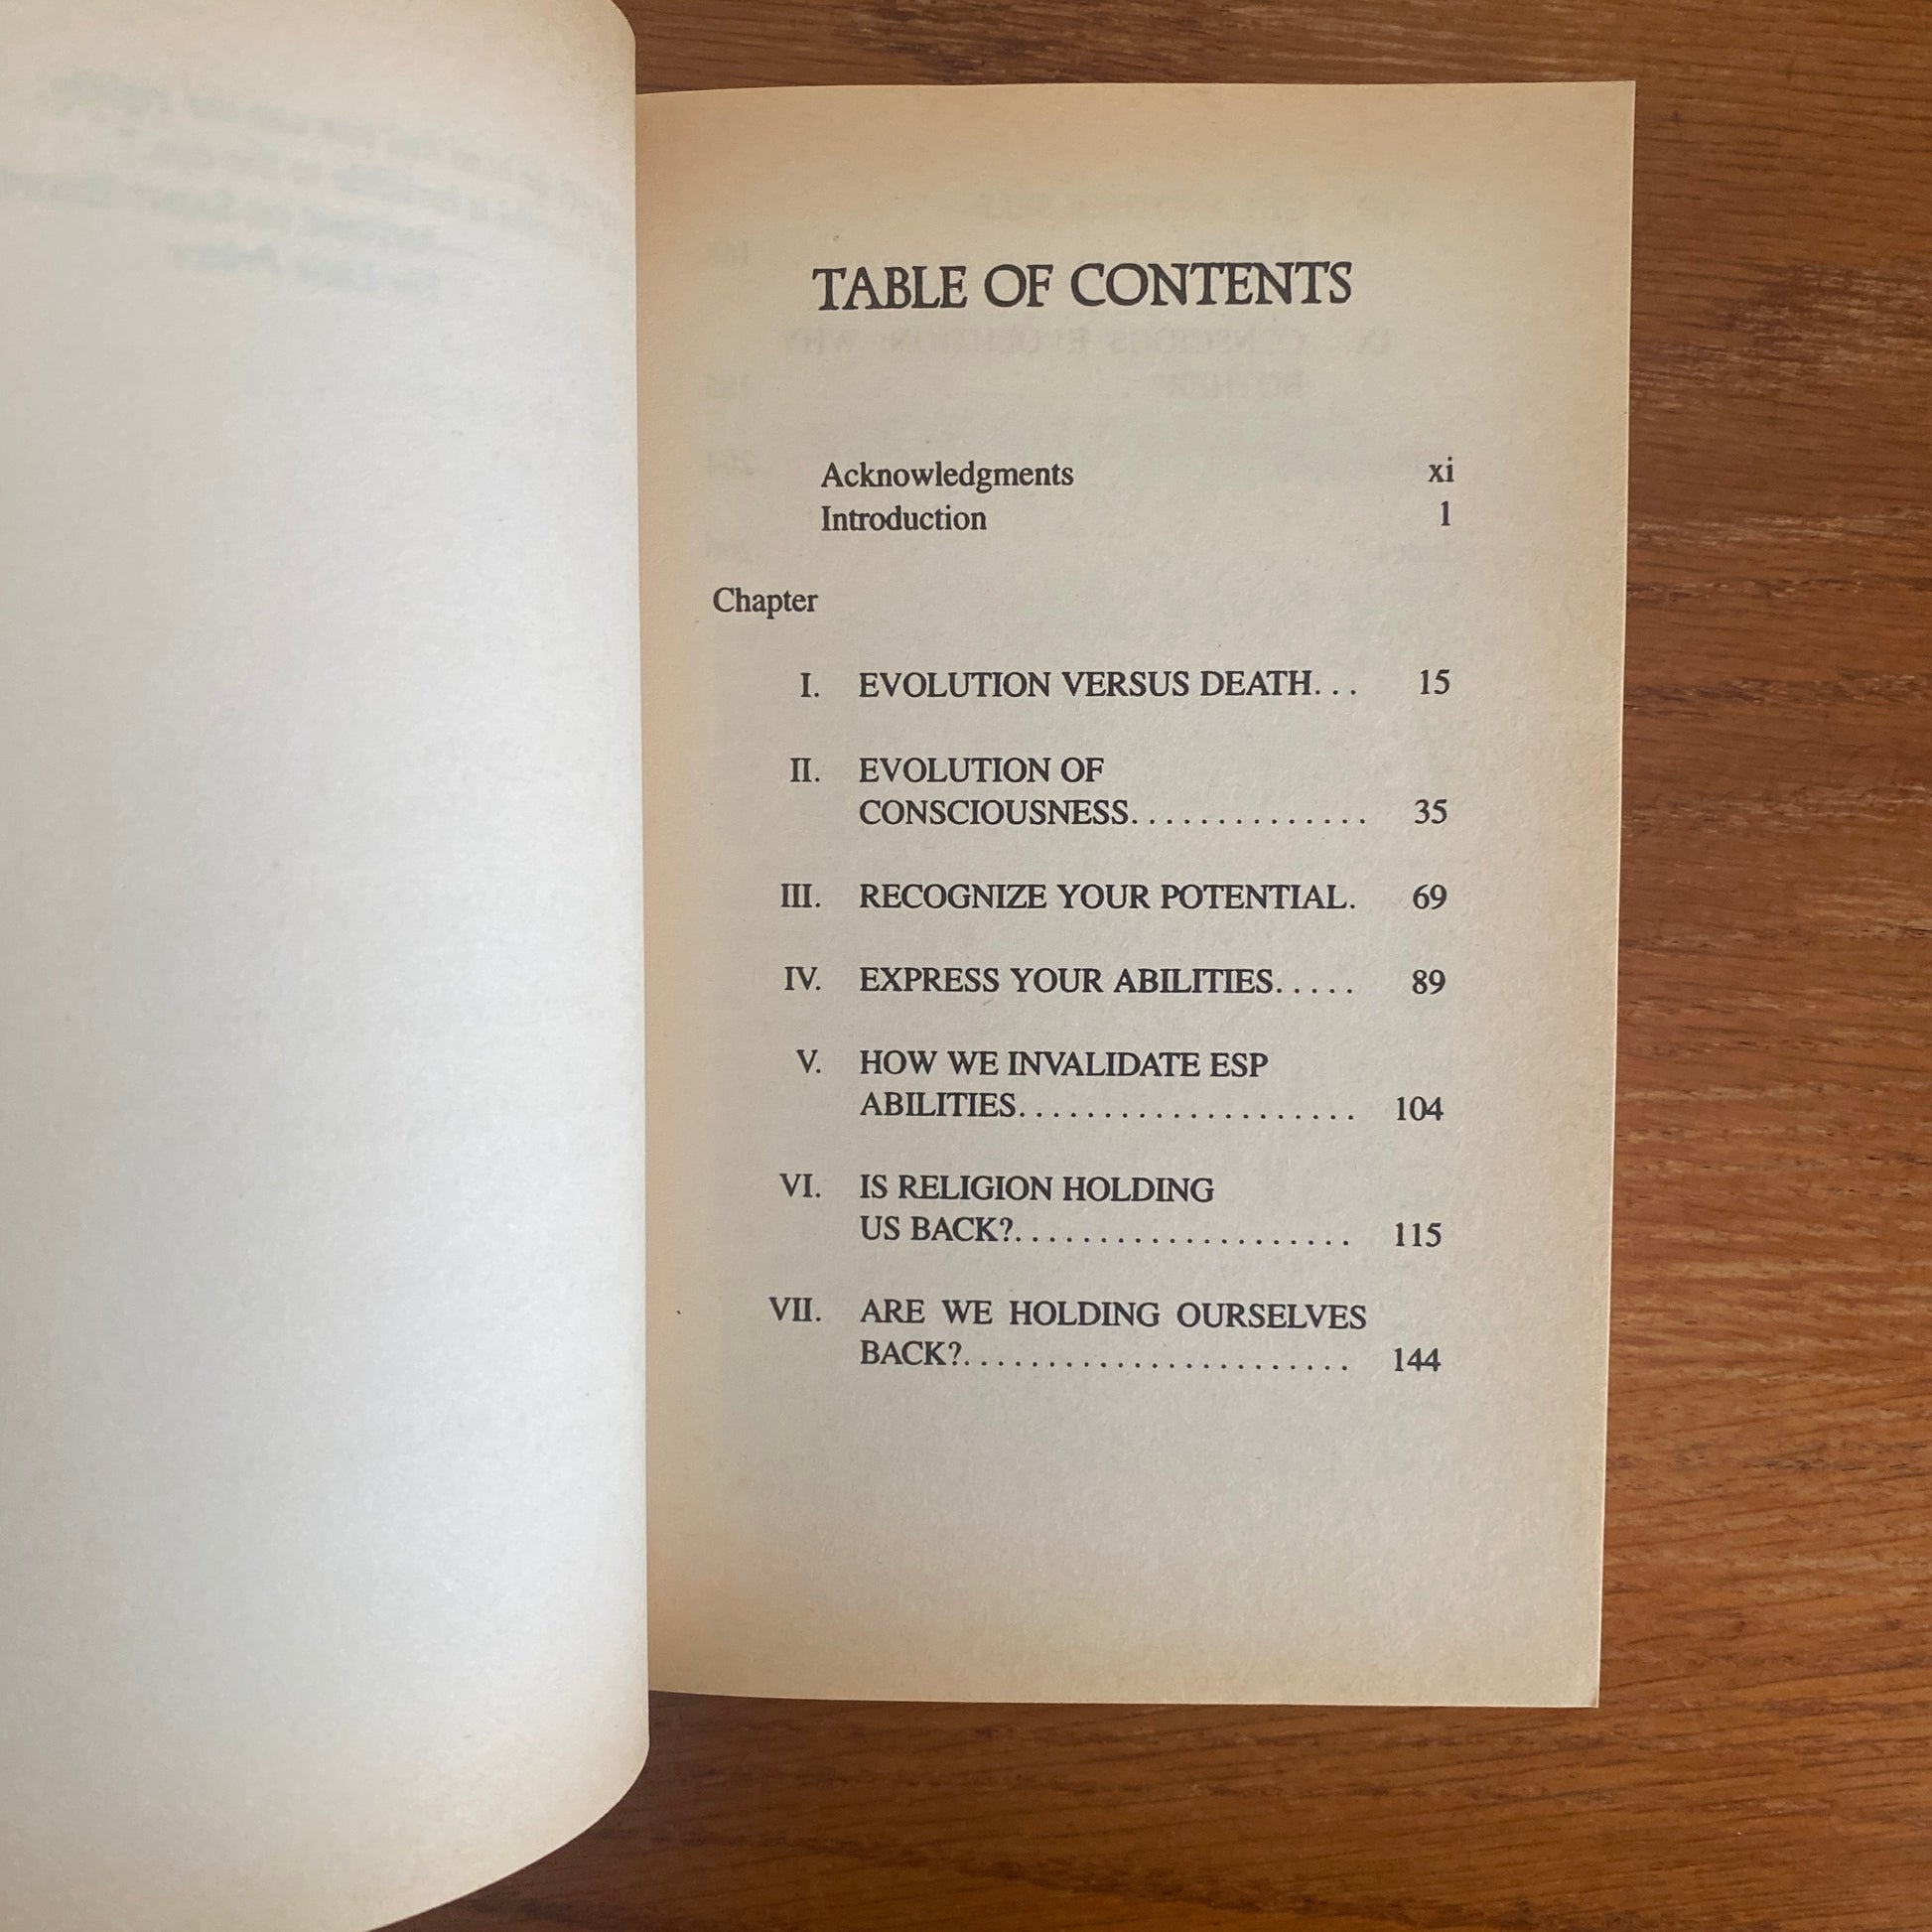 TABLE OF CONTENTS
Acknowledgments xi
Introduction 1
Chapter
I. EVOLUTION VERSUS DEATH. . . 15
II. EVOLUTION OF
CONSCIOUSNESS. . . . . . . . . . . . . . 35
III. RECOGNIZE YOUR POTENTIAL. 69
IV. EXPRESS YOUR ABILITIES. . . . . 89
V. HOW WE INVALIDATE ESP
ABILITIES. . . . . . . . . . . . . . . . . . . . 104
VI. IS RELIGION HOLDING
US BACK?. . . . . . . . . . . . . . . . . . . . 115
VII. ARE WE HOLDING OURSELVES
BACK?. . . . . . . . . . . . . . . . . . . . . . . 144